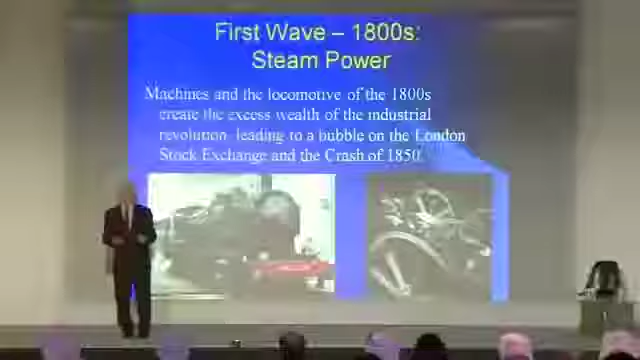 First Wave – 1800s:
Steam Power
Machines and the locomotive of the 1800s
create the excess wealth of the industrial
revolution, leading to a bubble on the London
Stock Exchange and the Crash of 1850.